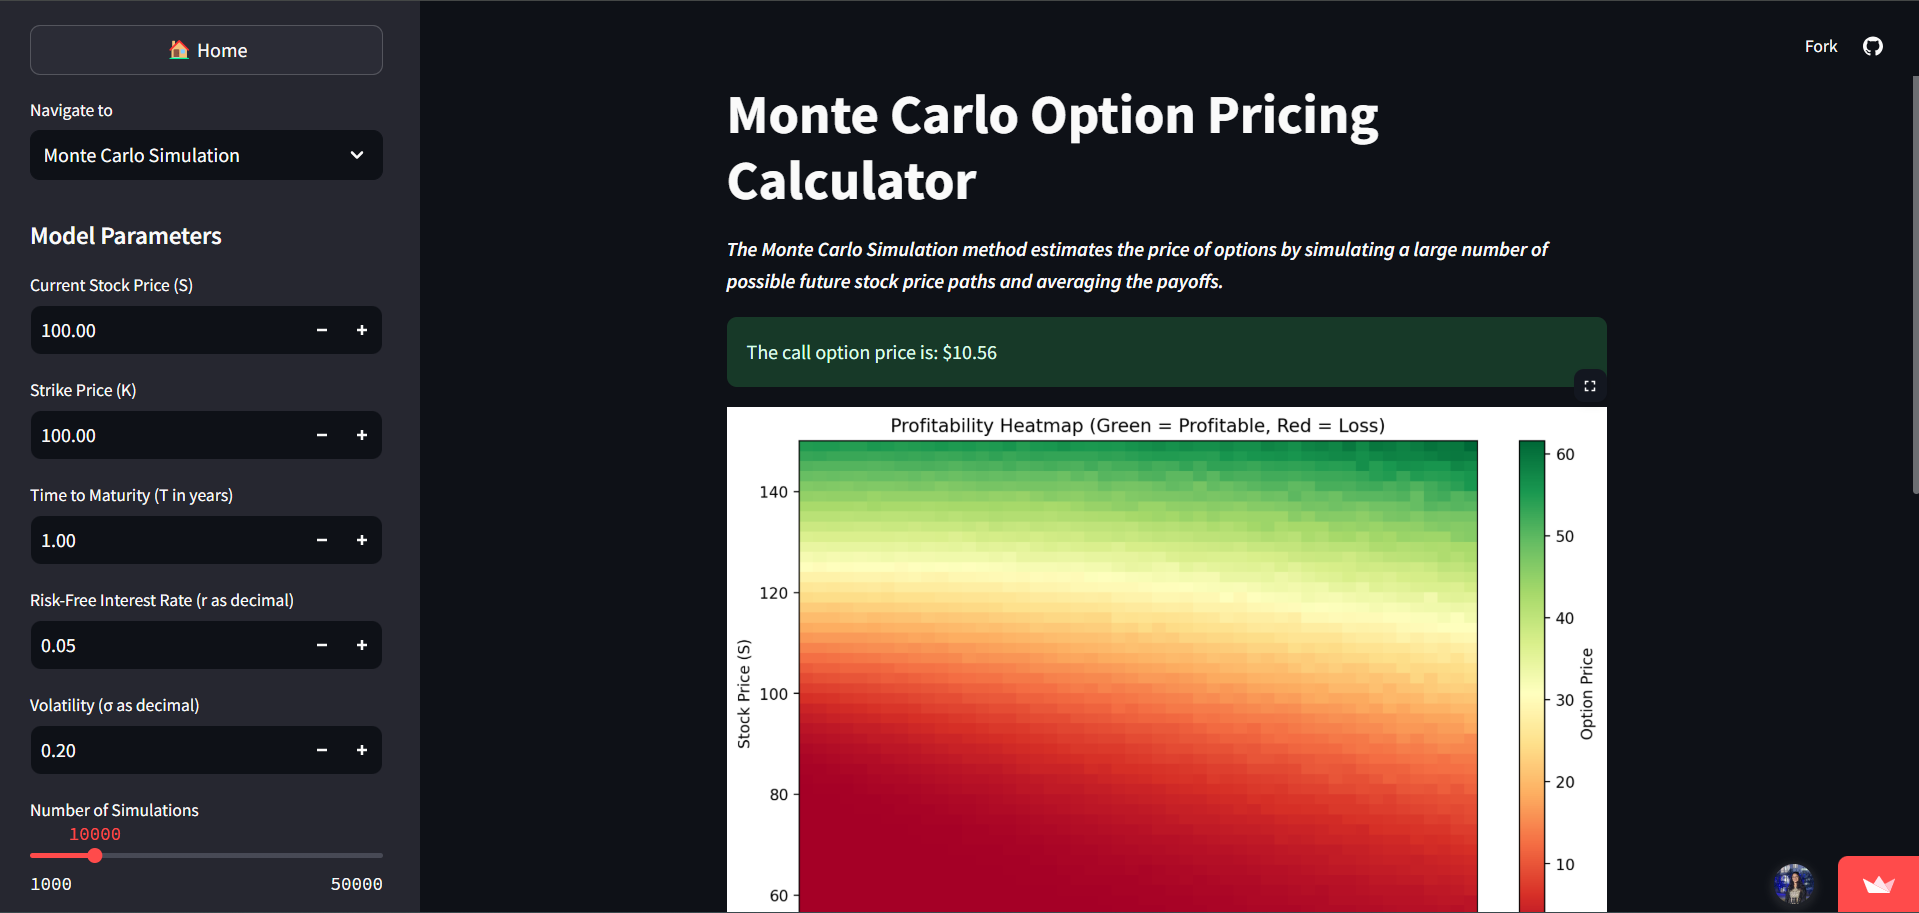 Home
Navigate to
Monte Carlo Simulation
Model Parameters
Current Stock Price (S)
100.00
Strike Price (K)
100.00
Time to Maturity (T in years)
1.00
Risk-Free Interest Rate (r as decimal)
0.05
Volatility (σ as decimal)
0.20
Number of Simulations
10000
1000 50000
Fork
Monte Carlo Option Pricing
Calculator
The Monte Carlo Simulation method estimates the price of options by simulating a large number of
possible future stock price paths and averaging the payoffs.
The call option price is: $10.56
Profitability Heatmap (Green = Profitable, Red = Loss)
Stock Price (S)
140
120
100
80
60
60
50
40
30
20
10
Option Price